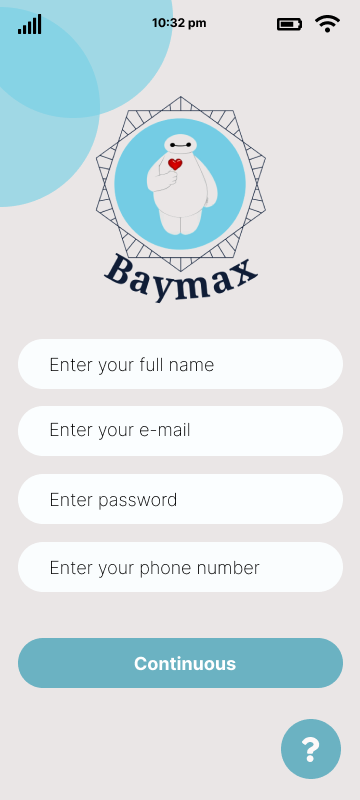 10:32 pm
Baymax
Enter your full name
Enter your e-mail
Enter password
Enter your phone number
Continuous
?